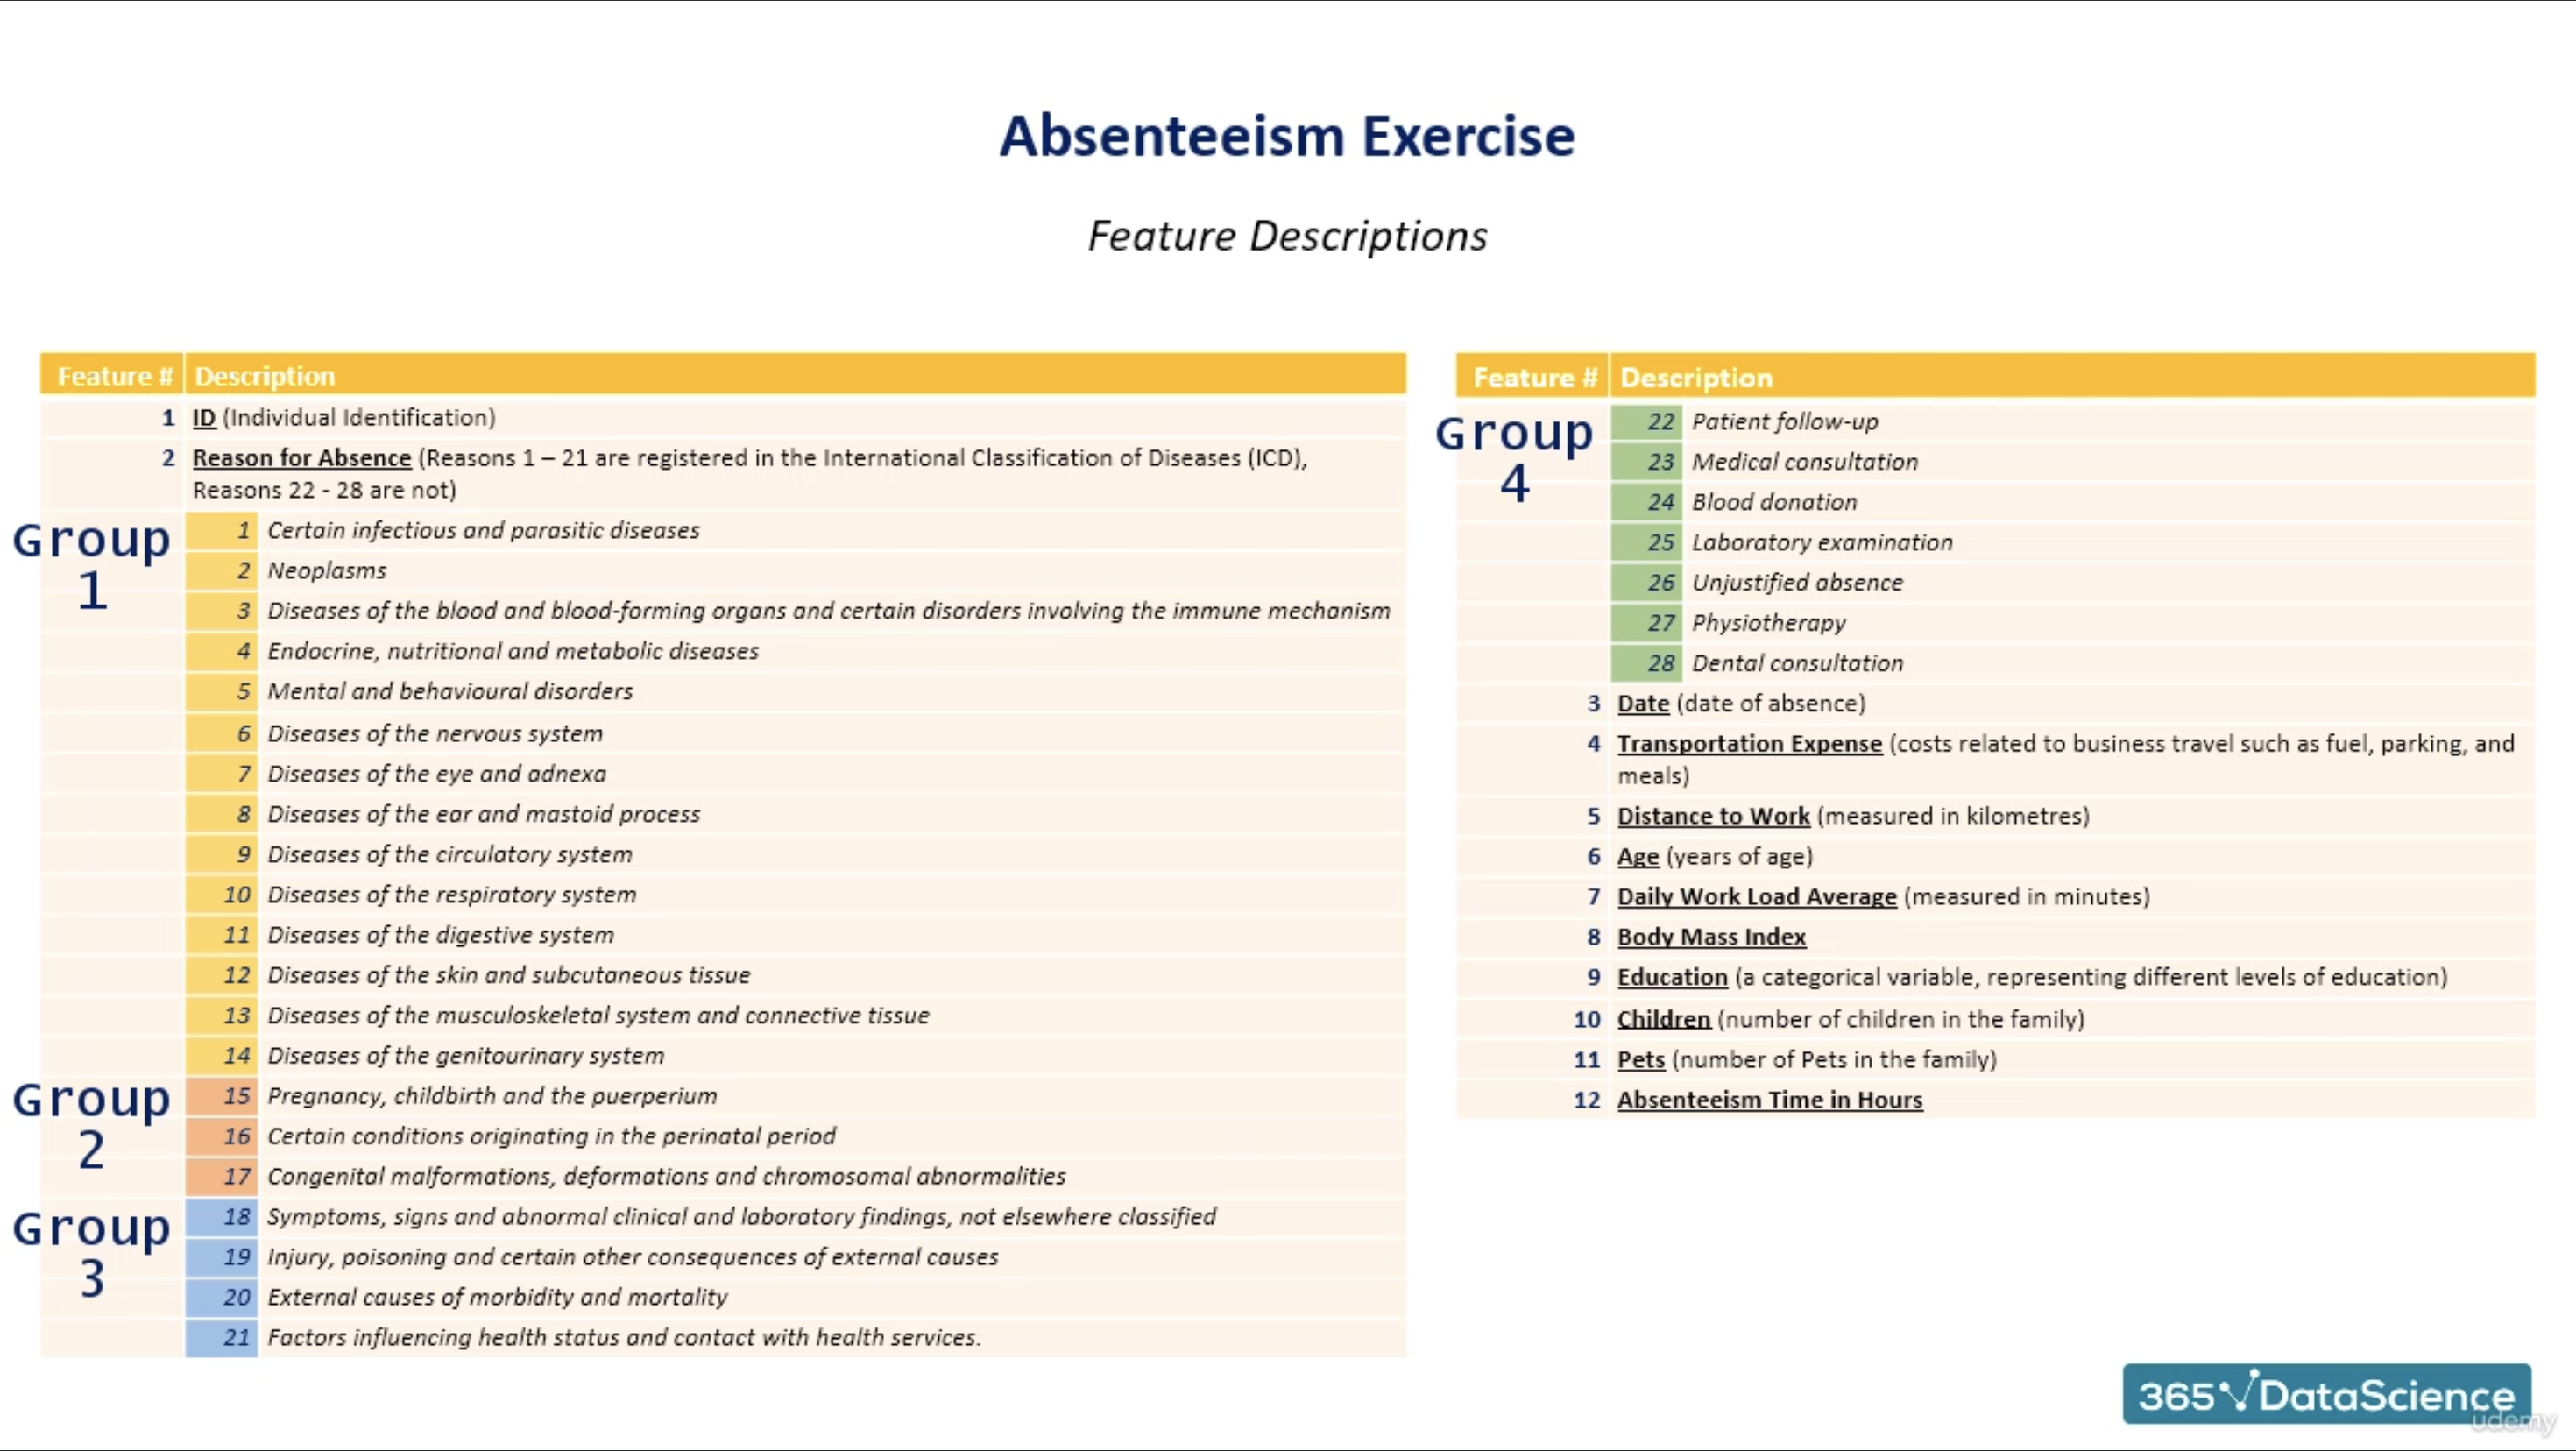 Absenteeism Exercise
Feature Descriptions
Feature # Description
1 ID (Individual Identification)
2 Reason for Absence (Reasons 1 – 21 are registered in the International Classification of Diseases (ICD),
Reasons 22 - 28 are not)
Group
1
1 Certain infectious and parasitic diseases
2 Neoplasms
3 Diseases of the blood and blood-forming organs and certain disorders involving the immune mechanism
4 Endocrine, nutritional and metabolic diseases
5 Mental and behavioural disorders
6 Diseases of the nervous system
7 Diseases of the eye and adnexa
8 Diseases of the ear and mastoid process
9 Diseases of the circulatory system
10 Diseases of the respiratory system
11 Diseases of the digestive system
12 Diseases of the skin and subcutaneous tissue
13 Diseases of the musculoskeletal system and connective tissue
14 Diseases of the genitourinary system
Group
2
15 Pregnancy, childbirth and the puerperium
16 Certain conditions originating in the perinatal period
17 Congenital malformations, deformations and chromosomal abnormalities
Group
3
18 Symptoms, signs and abnormal clinical and laboratory findings, not elsewhere classified
19 Injury, poisoning and certain other consequences of external causes
20 External causes of morbidity and mortality
21 Factors influencing health status and contact with health services.
Feature # Description
Group
4
22 Patient follow-up
23 Medical consultation
24 Blood donation
25 Laboratory examination
26 Unjustified absence
27 Physiotherapy
28 Dental consultation
3 Date (date of absence)
4 Transportation Expense (costs related to business travel such as fuel, parking, and
meals)
5 Distance to Work (measured in kilometres)
6 Age (years of age)
7 Daily Work Load Average (measured in minutes)
8 Body Mass Index
9 Education (a categorical variable, representing different levels of education)
10 Children (number of children in the family)
11 Pets (number of Pets in the family)
12 Absenteeism Time in Hours
365 DataScience
udemy